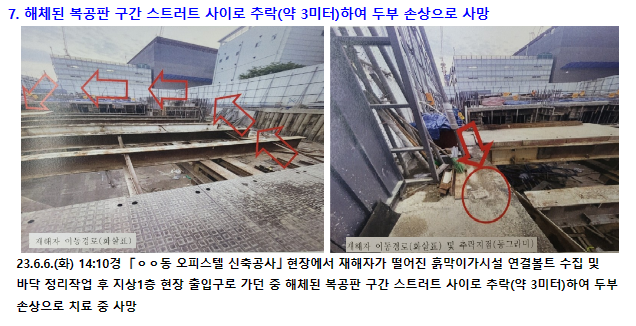 7. 해체된 복공판 구간 스트러트 사이로 추락(약 3미터)하여 두부 손상으로 사망
재해자 이동경로(화살표)
재해자 이동경로(화살표) 및 추락지점(동그라미)
23.6.6.(화) 14:10경 「ㅇㅇ동 오피스텔 신축공사」현장에서 재해자가 떨어진 흙막이가시설 연결볼트 수집 및
바닥 정리작업 후 지상1층 현장 출입구로 가던 중 해체된 복공판 구간 스트러트 사이로 추락(약 3미터)하여 두부
손상으로 치료 중 사망